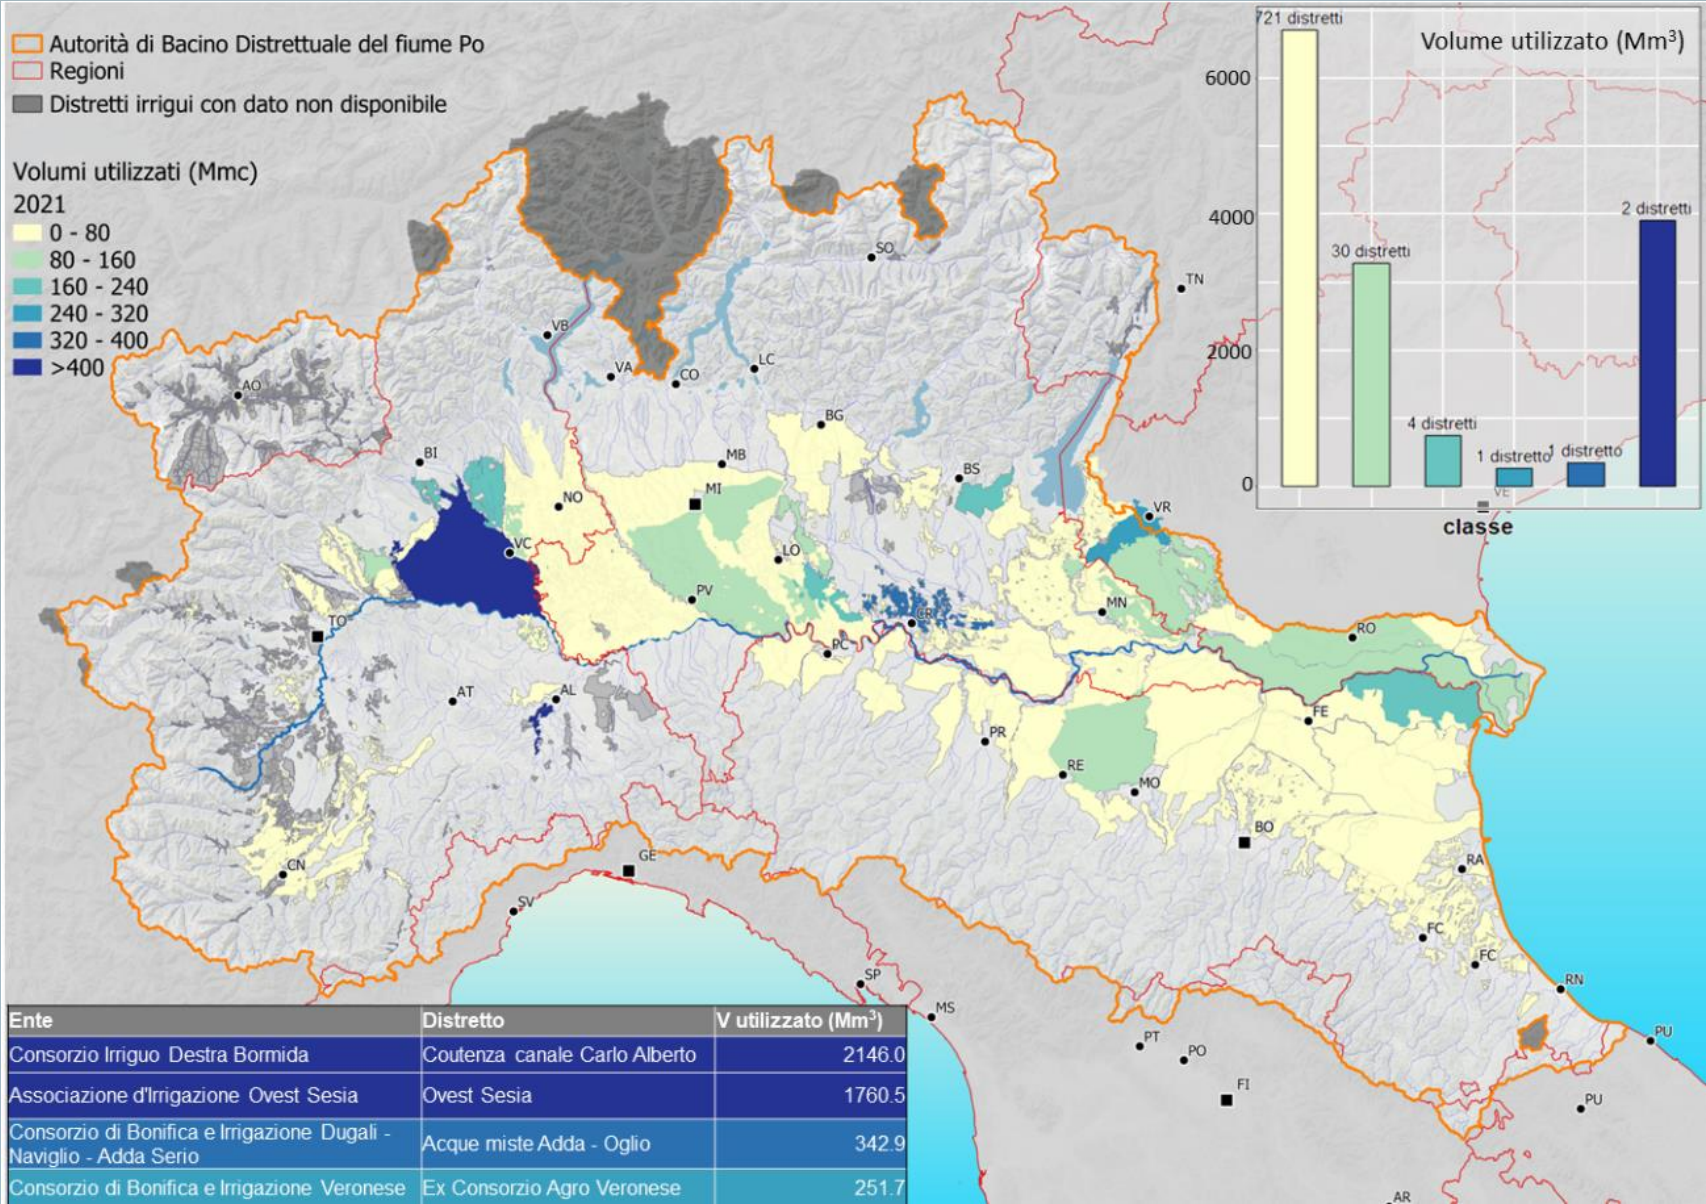 Autorità di Bacino Distrettuale del fiume Po
Regioni
Distretti irrigui con dato non disponibile
Volumi utilizzati (Mmc)
2021
0 - 80
80 - 160
160 - 240
240 - 320
320 - 400
>400
721 distretti
Volume utilizzato (Mm³)
6000
4000
2000
0
30 distretti
4 distretti
1 distretto
1 distretto
2 distretti
classe
VE
SO
TN
VB
VA
CO
LC
AO
BG
BI
MB
BS
MI
NO
VR
VC
LO
PV
MN
CR
TO
RO
PC
AL
AT
FE
PR
RE
MO
BO
GE
RA
CN
SV
FC
FC
SP
RN
MS
PU
PT
PO
FI
PU
AR
Ente Distretto V utilizzato (Mm³)
Consorzio Irriguo Destra Bormida Coutenza canale Carlo Alberto 2146.0
Associazione d'Irrigazione Ovest Sesia Ovest Sesia 1760.5
Consorzio di Bonifica e Irrigazione Dugali -
Naviglio - Adda Serio Acque miste Adda - Oglio 342.9
Consorzio di Bonifica e Irrigazione Veronese Ex Consorzio Agro Veronese 251.7